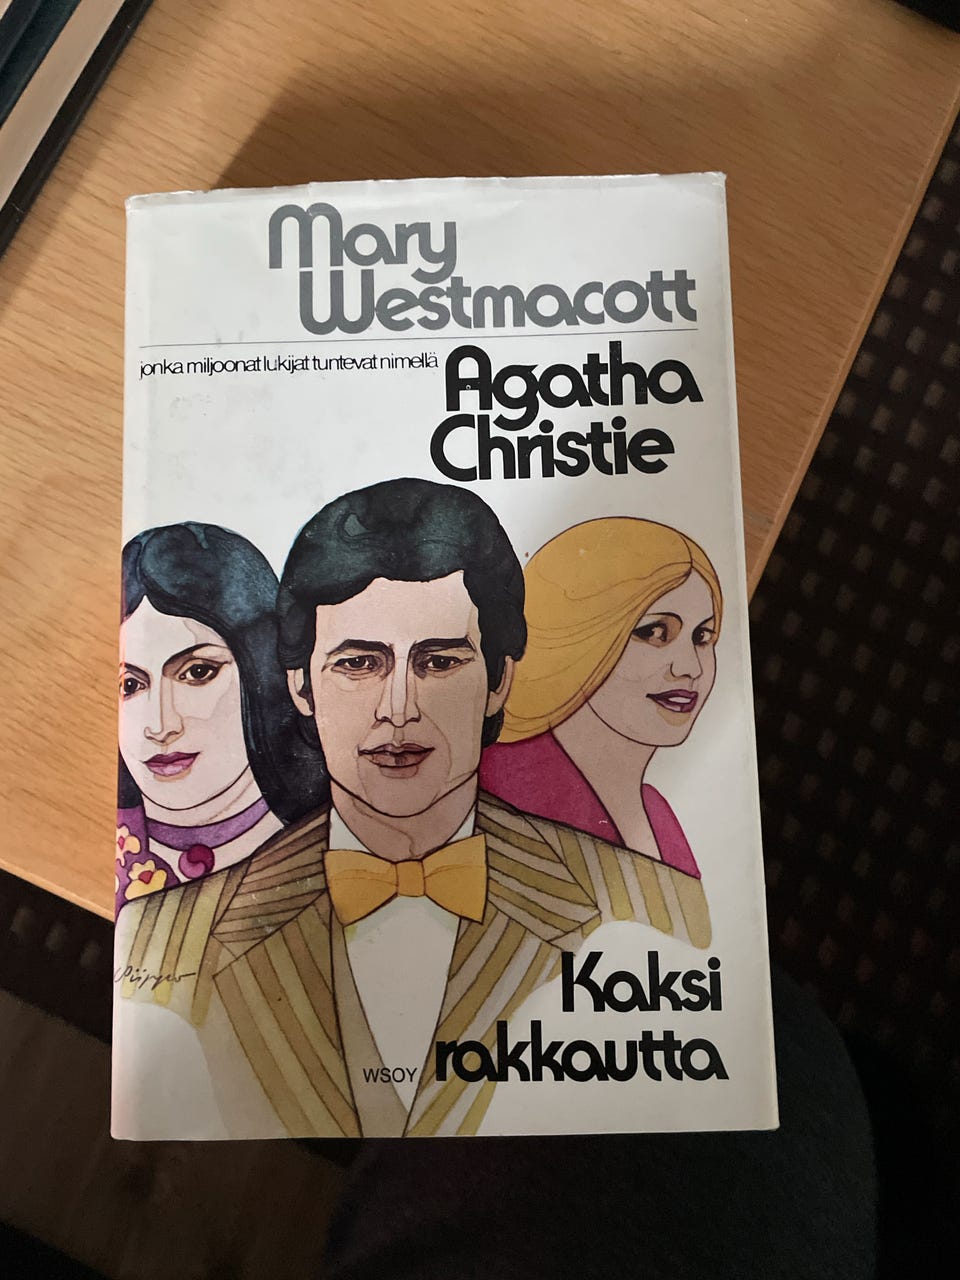 Mary
Westmacott
jonka miljoonat lukijat tuntevat nimellä
Agatha
Christie
Kaksi
rakkautta
WSOY